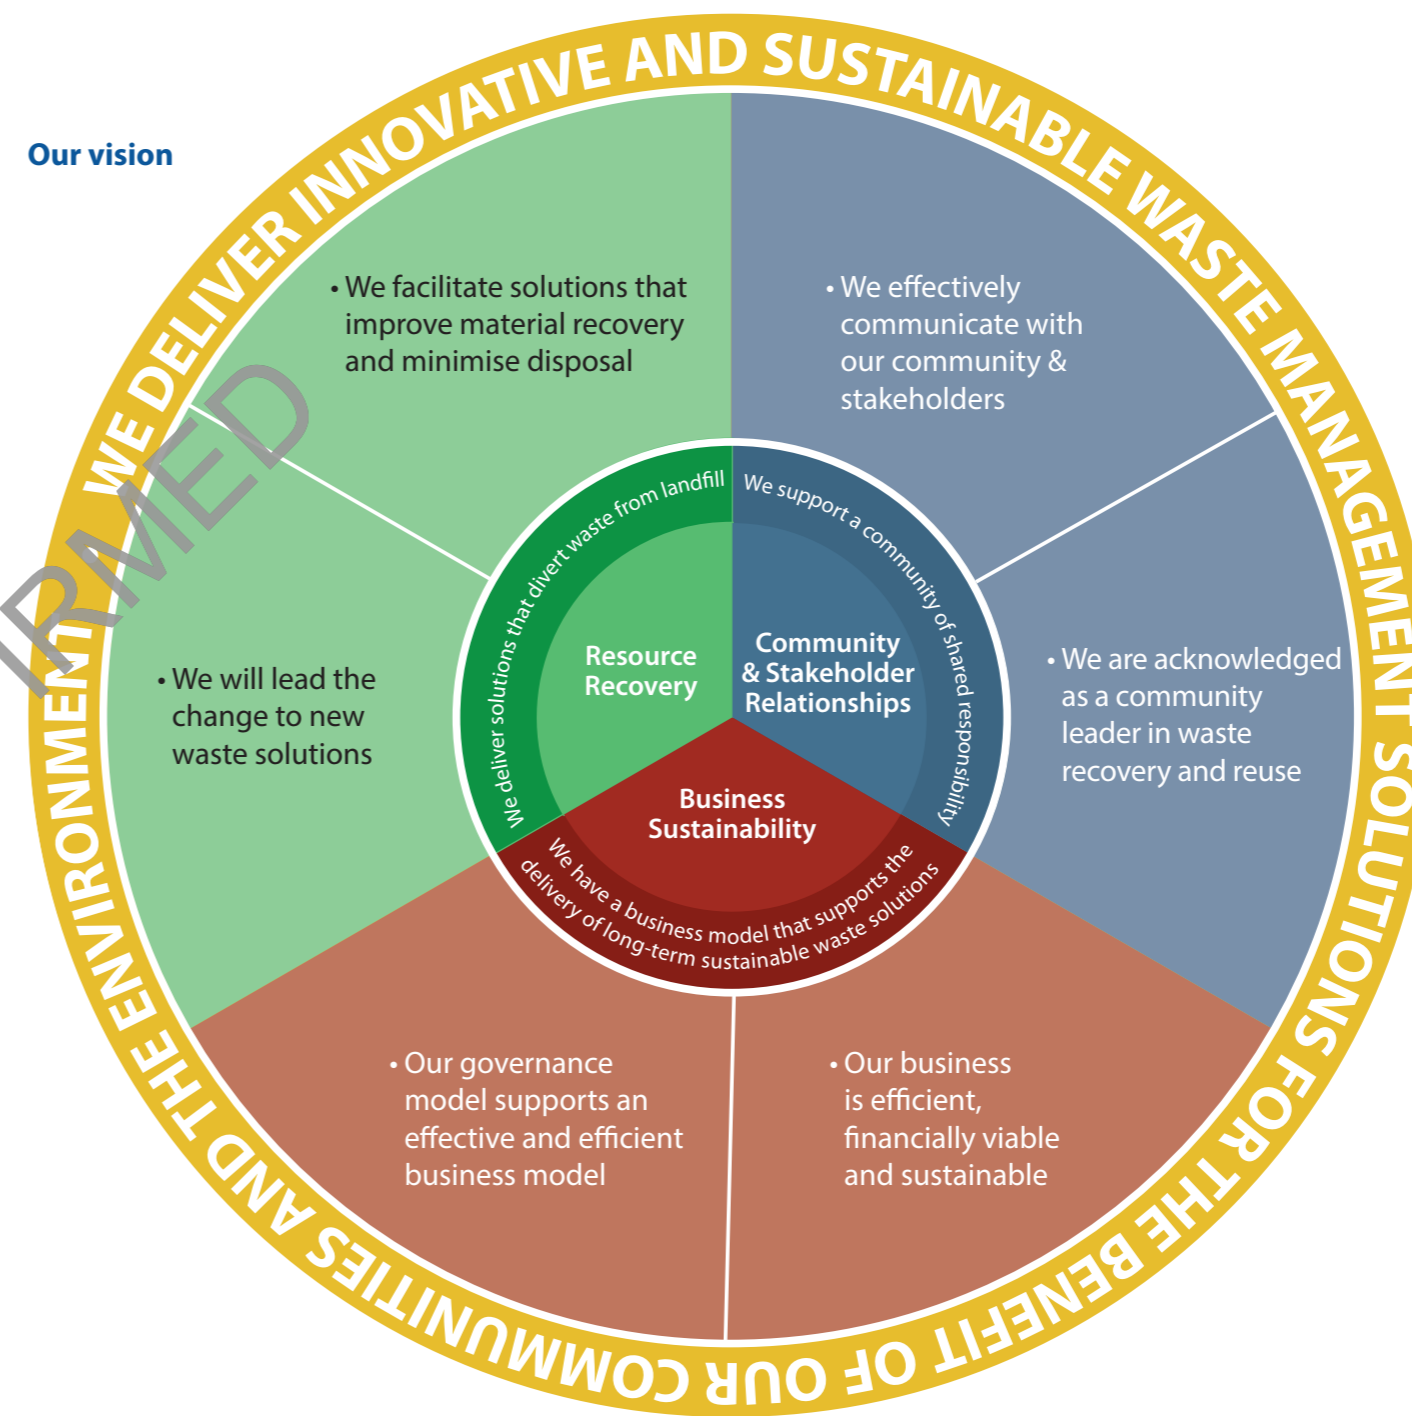 Our vision
WE DELIVER INNOVATIVE AND SUSTAINABLE WASTE MANAGEMENT SOLUTIONS FOR THE BENEFIT OF OUR COMMUNITIES AND THE ENVIRONMENT
• We facilitate solutions that
improve material recovery
and minimise disposal
• We effectively
communicate with
our community &
stakeholders
• We will lead the
change to new
waste solutions
• We are acknowledged
as a community
leader in waste
recovery and reuse
We deliver solutions that divert waste from landfill
We support a community of shared responsibility
Resource
Recovery
Community
& Stakeholder
Relationships
Business
Sustainability
We have a business model that supports the
delivery of long-term sustainable waste solutions
• Our governance
model supports an
effective and efficient
business model
• Our business
is efficient,
financially viable
and sustainable
IRMED